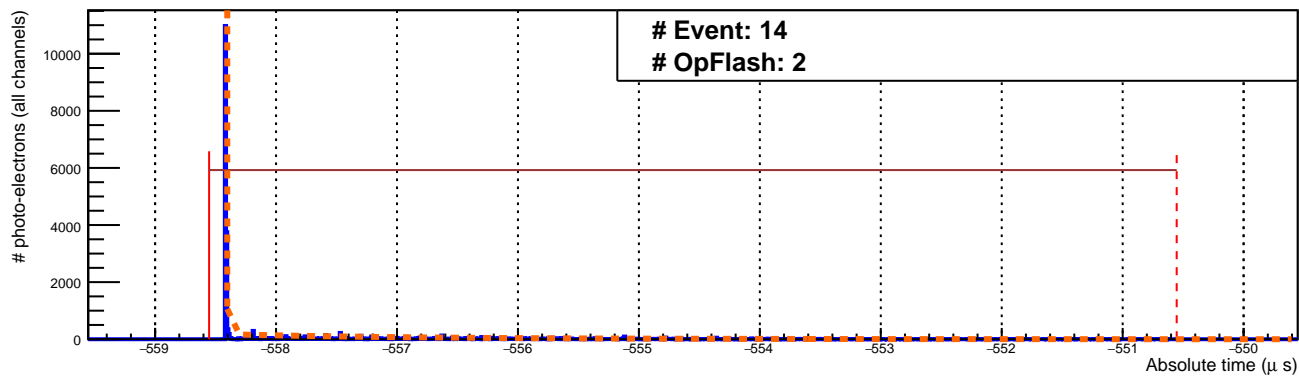 # Event: 14
# OpFlash: 2
# photo-electrons (all channels)
10000
8000
6000
4000
2000
0
−559 −558 −557 −556 −555 −554 −553 −552 −551 −550
Absolute time (μ s)